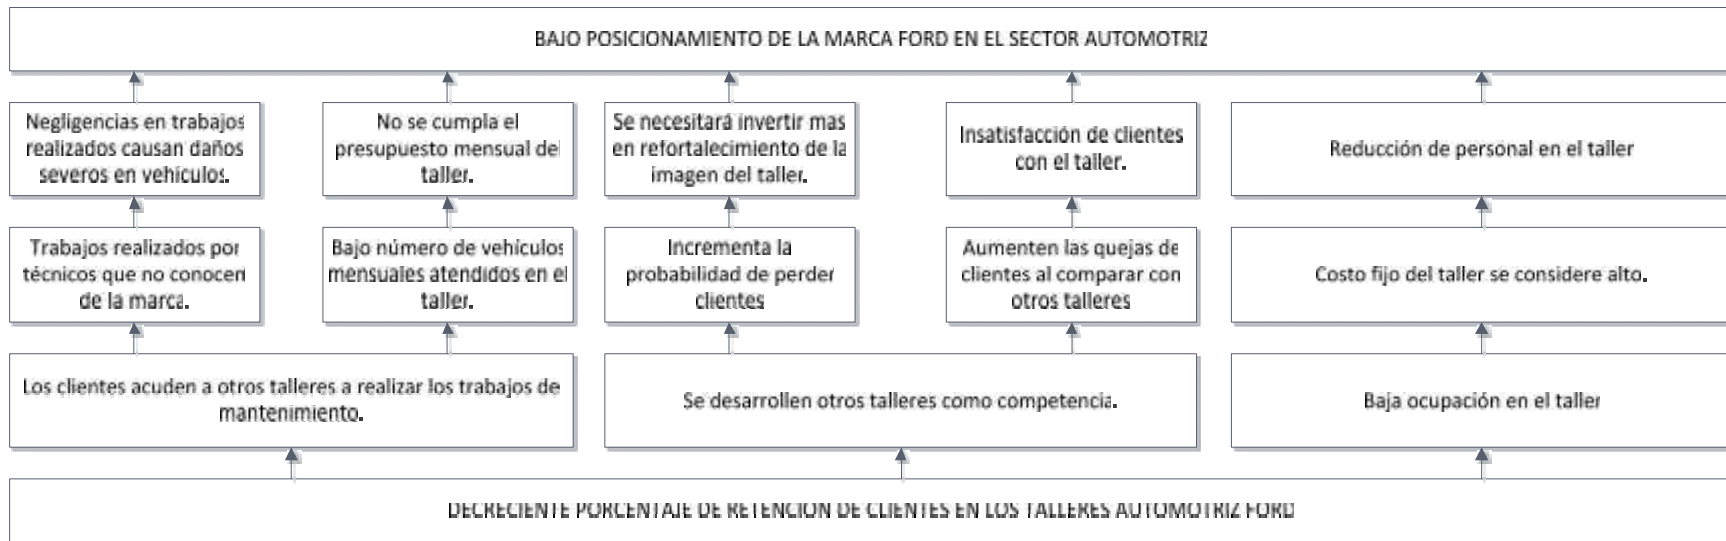 BAJO POSICIONAMIENTO DE LA MARCA FORD EN EL SECTOR AUTOMOTRIZ
Negligencias en trabajos
realizados causan daños
severos en vehículos.
No se cumpla el
presupuesto mensual del
taller.
Se necesitará invertir mas
en refortalecimiento de la
imagen del taller.
Insatisfacción de clientes
con el taller.
Reducción de personal en el taller
Trabajos realizados por
técnicos que no conocen
de la marca.
Bajo número de vehículos
mensuales atendidos en el
taller.
Incrementa la
probabilidad de perder
clientes
Aumenten las quejas de
clientes al comparar con
otros talleres
Costo fijo del taller se considere alto.
Los clientes acuden a otros talleres a realizar los trabajos de
mantenimiento.
Se desarrollen otros talleres como competencia.
Baja ocupación en el taller
DECRECIENTE PORCENTAJE DE RETENCION DE CLIENTES EN LOS TALLERES AUTOMOTRIZ FORD